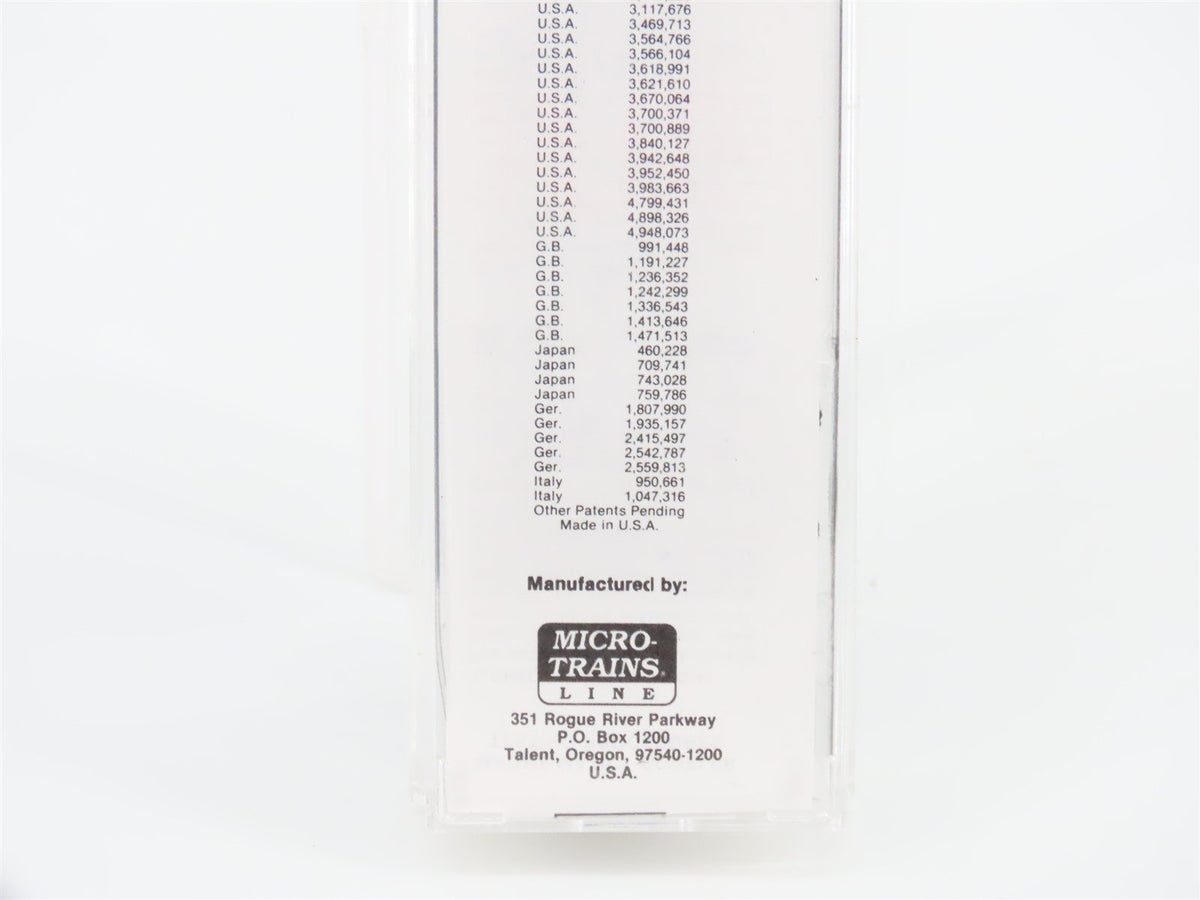 U.S.A. 3,117,676
U.S.A. 3,469,713
U.S.A. 3,564,766
U.S.A. 3,566,104
U.S.A. 3,618,991
U.S.A. 3,621,610
U.S.A. 3,670,064
U.S.A. 3,700,371
U.S.A. 3,700,889
U.S.A. 3,840,127
U.S.A. 3,942,648
U.S.A. 3,952,450
U.S.A. 3,983,663
U.S.A. 4,799,431
U.S.A. 4,898,326
U.S.A. 4,948,073
G.B. 991,448
G.B. 1,191,227
G.B. 1,236,352
G.B. 1,242,299
G.B. 1,336,543
G.B. 1,413,646
G.B. 1,471,513
Japan 460,228
Japan 709,741
Japan 743,028
Japan 759,786
Ger. 1,807,990
Ger. 1,935,157
Ger. 2,415,497
Ger. 2,542,787
Ger. 2,559,813
Italy 950,661
Italy 1,047,316
Other Patents Pending
Made in U.S.A.
Manufactured by:
MICRO-
TRAINS®
LINE
351 Rogue River Parkway
P.O. Box 1200
Talent, Oregon, 97540-1200
U.S.A.